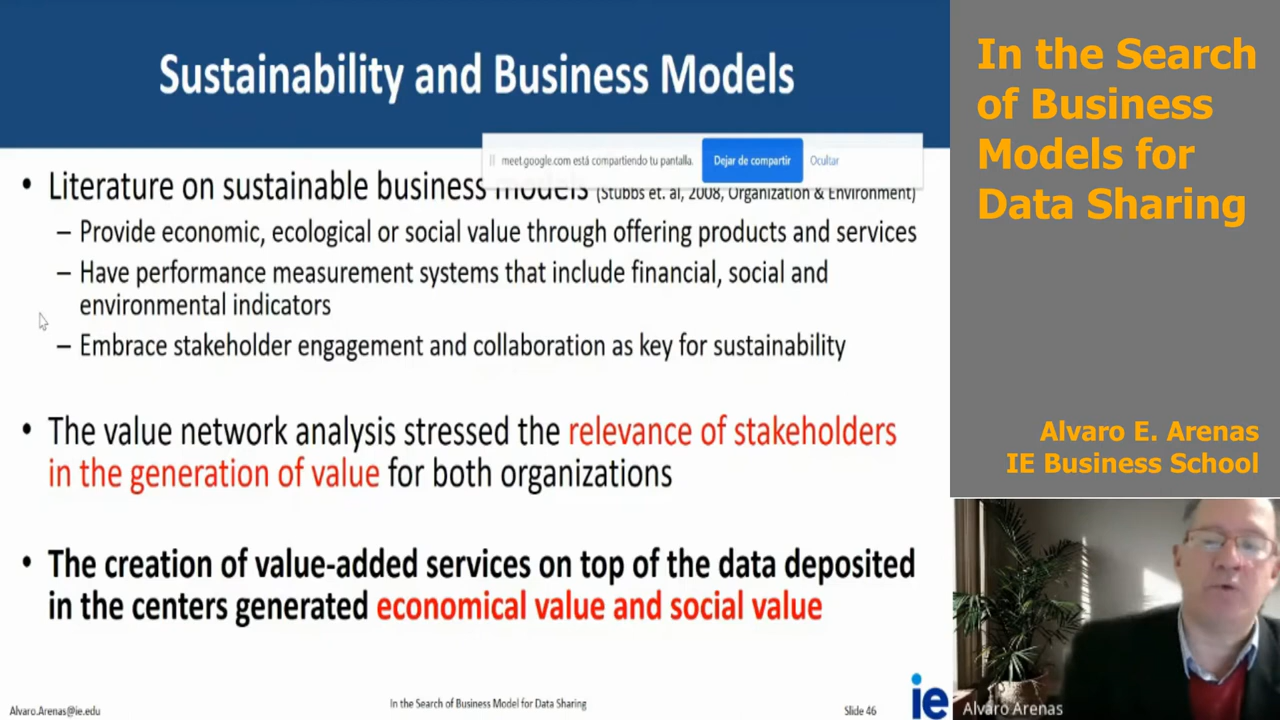 Sustainability and Business Models
meet.google.com está compartiendo tu pantalla.
Dejar de compartir
Ocultar
• Literature on sustainable business models (Stubbs et. al, 2008, Organization & Environment)
– Provide economic, ecological or social value through offering products and services
– Have performance measurement systems that include financial, social and
environmental indicators
– Embrace stakeholder engagement and collaboration as key for sustainability
• The value network analysis stressed the relevance of stakeholders
in the generation of value for both organizations
• The creation of value-added services on top of the data deposited
in the centers generated economical value and social value
Alvaro.Arenas@ie.edu
In the Search of Business Model for Data Sharing
Slide 46
ie
In the Search
of Business
Models for
Data Sharing
Alvaro E. Arenas
IE Business School
Alvaro Arenas